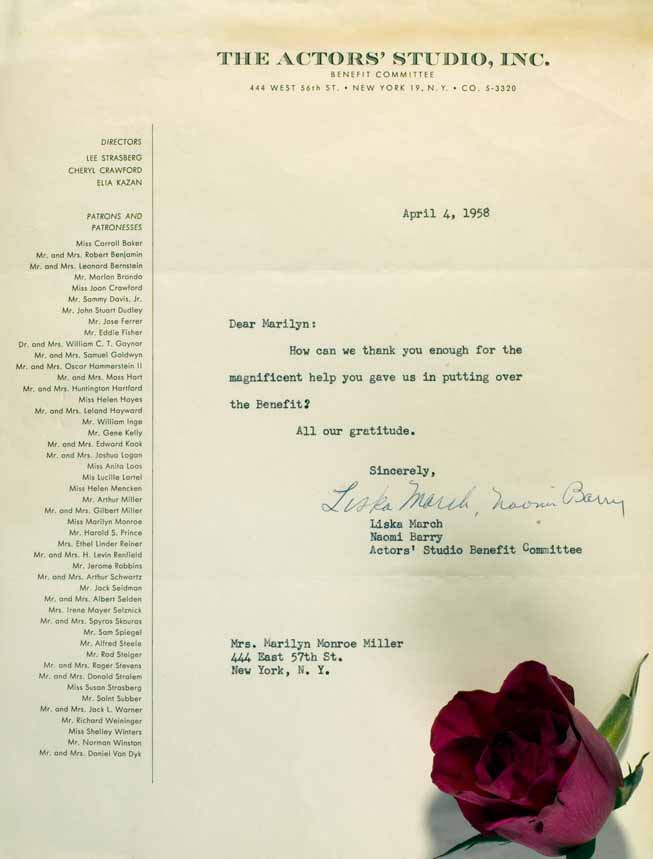 THE ACTORS' STUDIO, INC.
BENEFIT COMMITTEE
444 WEST 56th ST. • NEW YORK 19, N. Y. • CO. 5-3320
DIRECTORS
LEE STRASBERG
CHERYL CRAWFORD
ELIA KAZAN
PATRONS AND
PATRONESSES
Miss Carroll Baker
Mr. and Mrs. Robert Benjamin
Mr. and Mrs. Leonard Bernstein
Mr. Marlon Brando
Miss Joan Crawford
Mr. Sammy Davis, Jr.
Mr. John Stuart Dudley
Mr. Jose Ferrer
Mr. Eddie Fisher
Dr. and Mrs. William C. T. Gaynor
Mr. and Mrs. Samuel Goldwyn
Mr. and Mrs. Oscar Hammerstein II
Mr. and Mrs. Moss Hart
Mr. and Mrs. Huntington Hartford
Miss Helen Hayes
Mr. and Mrs. Leland Hayward
Mr. William Inge
Mr. Gene Kelly
Mr. and Mrs. Edward Kook
Mr. and Mrs. Joshua Logan
Miss Anita Loos
Mis Lucille Lortel
Miss Helen Mencken
Mr. Arthur Miller
Mr. and Mrs. Gilbert Miller
Miss Marilyn Monroe
Mr. Harold S. Prince
Mrs. Ethel Linder Reiner
Mr. and Mrs. H. Levin Renfield
Mr. Jerome Robbins
Mr. and Mrs. Arthur Schwartz
Mr. Jack Seidman
Mr. and Mrs. Albert Selden
Mrs. Irene Mayer Selznick
Mr. and Mrs. Spyros Skouras
Mr. Sam Spiegel
Mr. Alfred Steele
Mr. Rod Steiger
Mr. and Mrs. Roger Stevens
Mr. and Mrs. Donald Stralem
Miss Susan Strasberg
Mr. Saint Subber
Mr. and Mrs. Jack L. Warner
Mr. Richard Weininger
Miss Shelley Winters
Mr. Norman Winston
Mr. and Mrs. Daniel Van Dyk
April 4, 1958
Dear Marilyn:
How can we thank you enough for the
magnificent help you gave us in putting over
the Benefit?
All our gratitude.
Sincerely,
Liska March, Naomi Barry
Liska March
Naomi Barry
Actors' Studio Benefit Committee
Mrs. Marilyn Monroe Miller
444 East 57th St.
New York, N. Y.